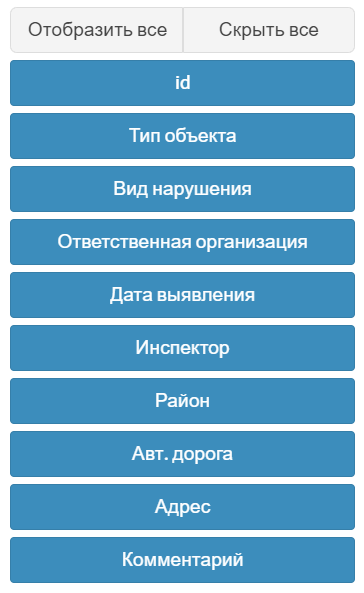 Отобразить все Скрыть все
id
Тип объекта
Вид нарушения
Ответственная организация
Дата выявления
Инспектор
Район
Авт. дорога
Адрес
Комментарий